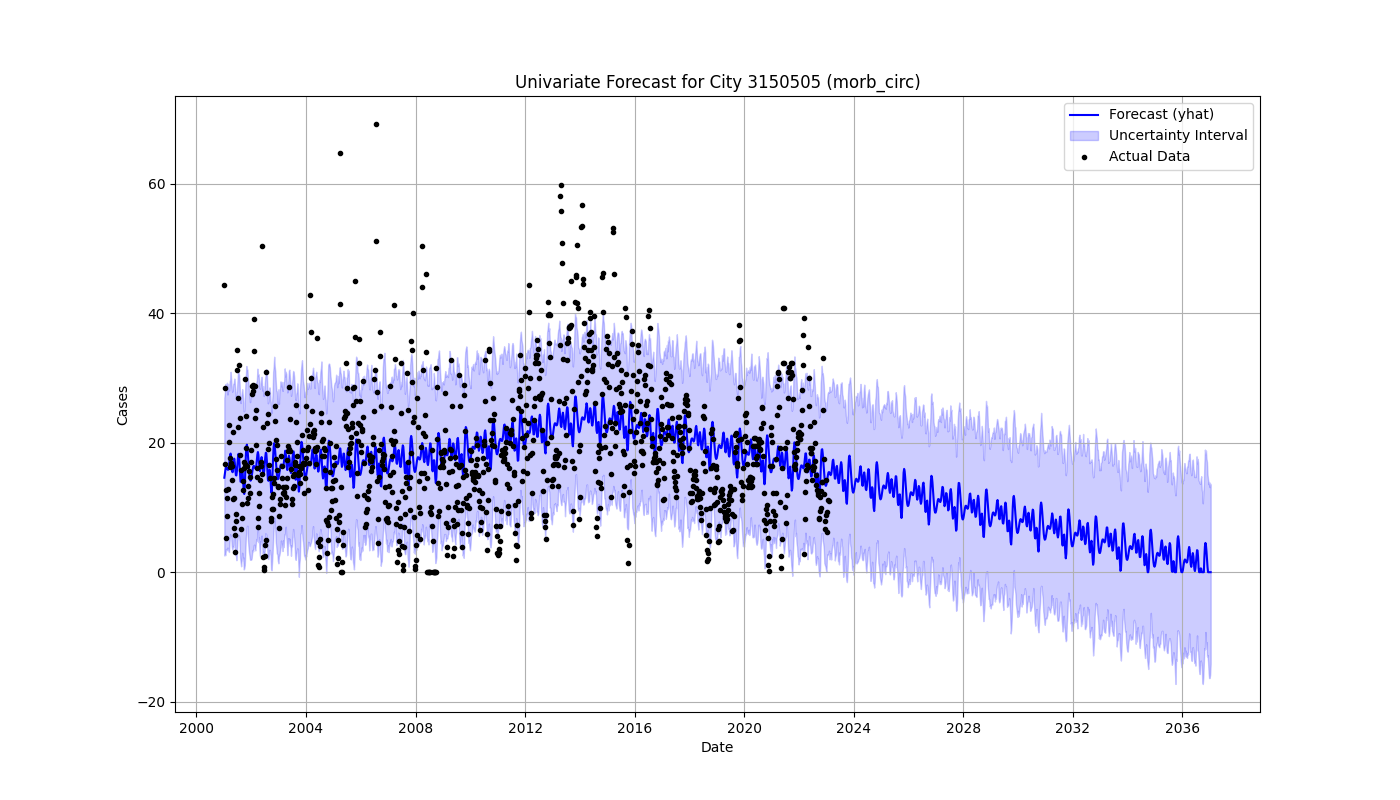 Univariate Forecast for City 3150505 (morb_circ)
Forecast (yhat)
Uncertainty Interval
Actual Data
Cases
60
40
20
0
−20
2000 2004 2008 2012 2016 2020 2024 2028 2032 2036
Date